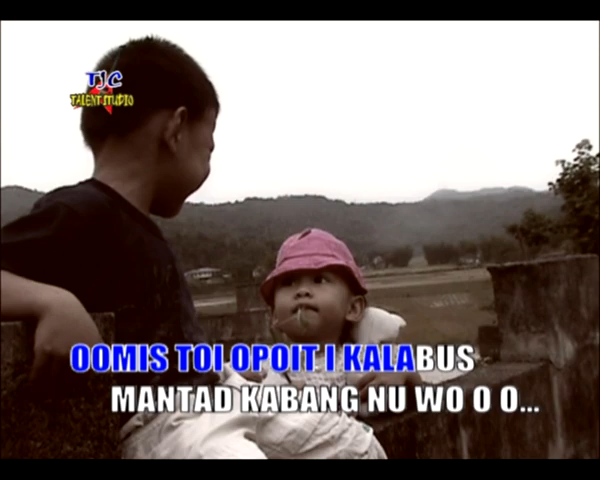 TJC
TALENT STUDIO
OOMIS TOI OPOIT I KALABUS
MANTAD KABANG NU WO O O...